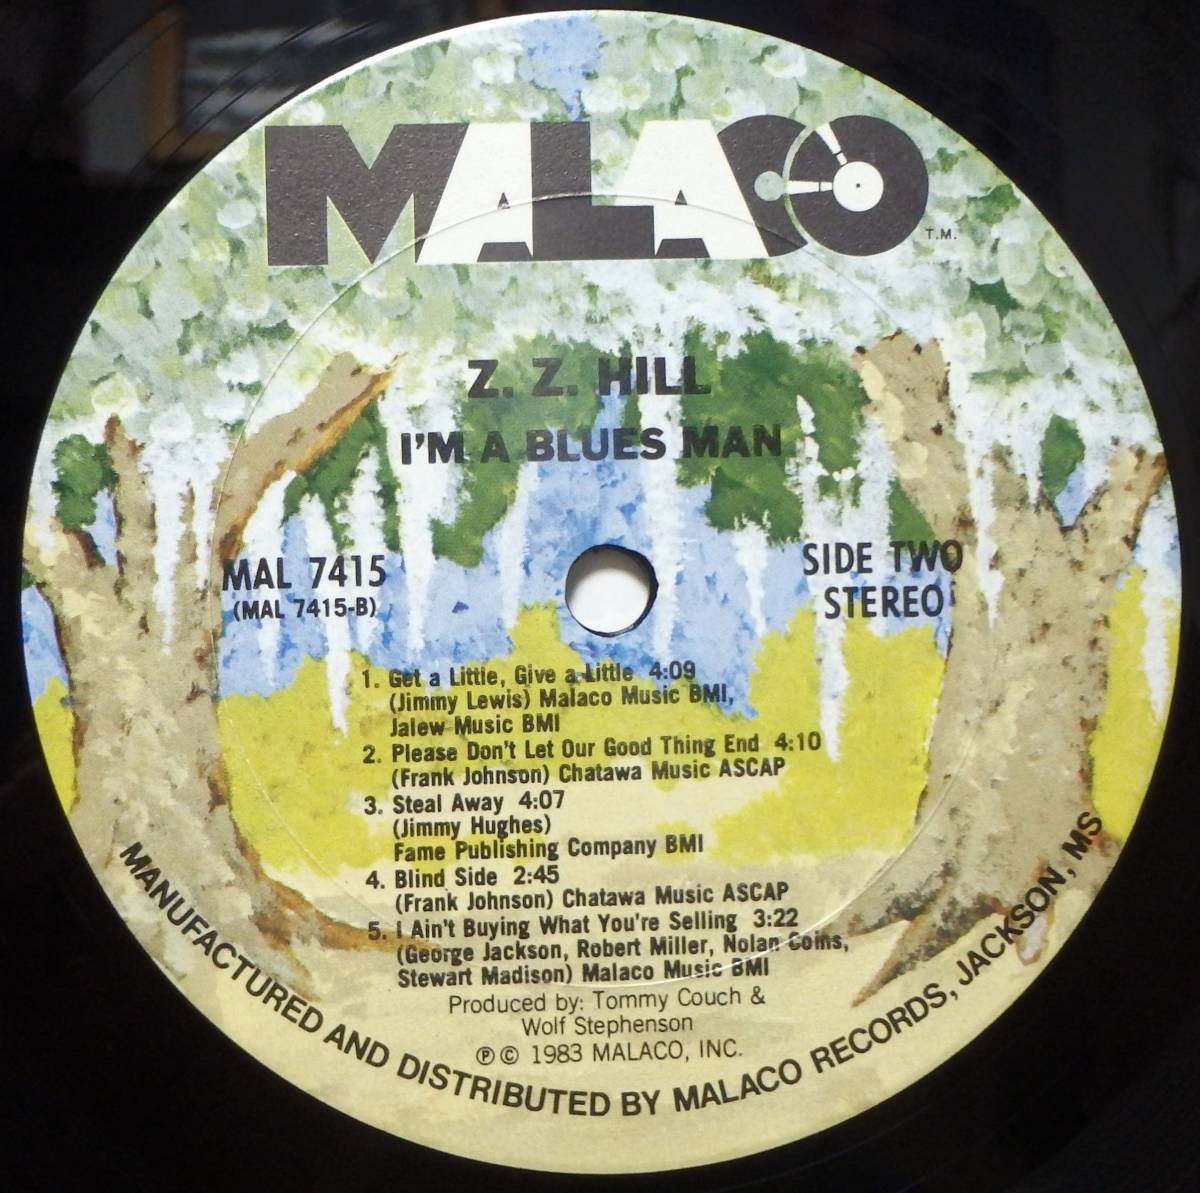 MALACO
T.M.
Z. Z. HILL
I'M A BLUES MAN
MAL 7415
(MAL 7415-B)
SIDE TWO
STEREO
1. Get a Little, Give a Little 4:09
(Jimmy Lewis) Malaco Music BMI,
Jalew Music BMI
2. Please Don't Let Our Good Thing End 4:10
(Frank Johnson) Chatawa Music ASCAP
3. Steal Away 4:07
(Jimmy Hughes)
Fame Publishing Company BMI
4. Blind Side 2:45
(Frank Johnson) Chatawa Music ASCAP
5. I Ain't Buying What You're Selling 3:22
(George Jackson, Robert Miller, Nolan Coins,
Stewart Madison) Malaco Music BMI
Produced by: Tommy Couch &
Wolf Stephenson
℗ © 1983 MALACO, INC.
MANUFACTURED AND DISTRIBUTED BY MALACO RECORDS, JACKSON, MS